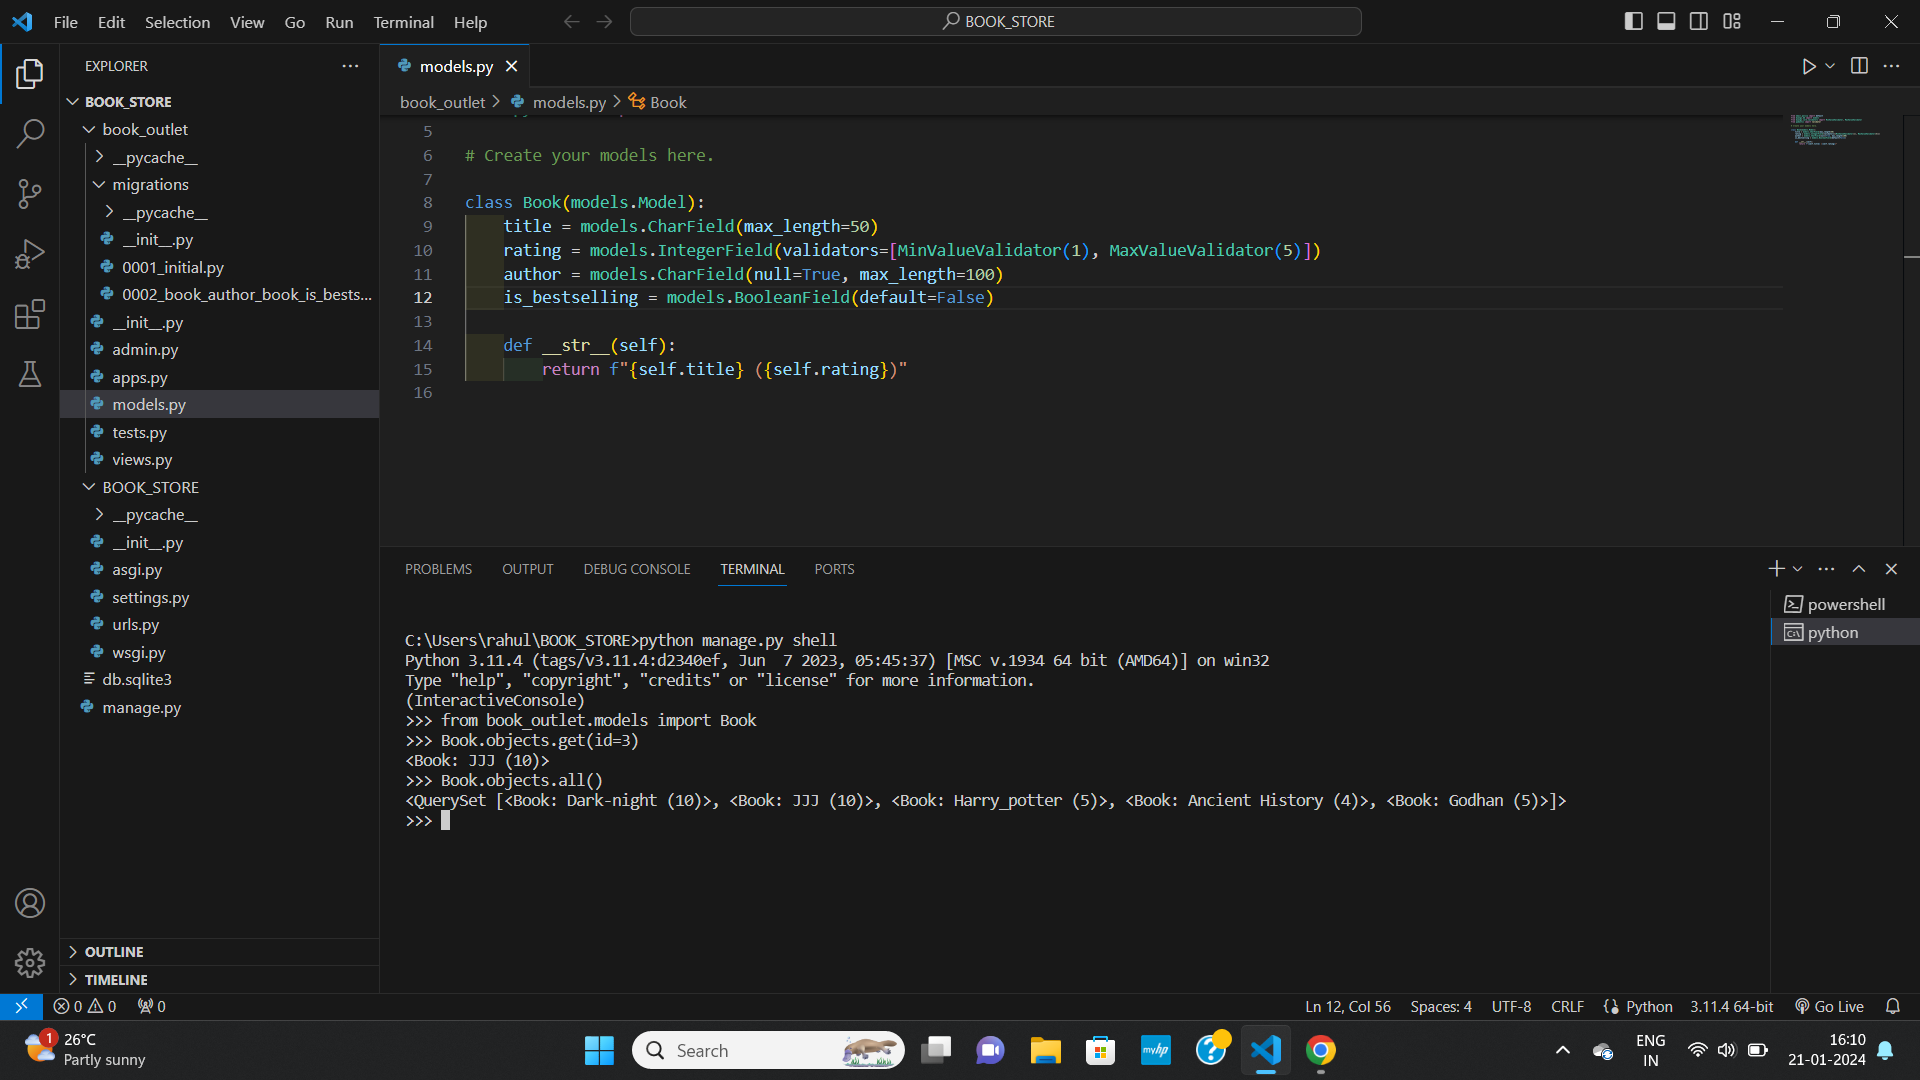 File Edit Selection View Go Run Terminal Help
BOOK_STORE
EXPLORER
BOOK_STORE
book_outlet
__pycache__
migrations
__pycache__
__init__.py
0001_initial.py
0002_book_author_book_is_bests...
__init__.py
admin.py
apps.py
models.py
tests.py
views.py
BOOK_STORE
__pycache__
__init__.py
asgi.py
settings.py
urls.py
wsgi.py
db.sqlite3
manage.py
OUTLINE
TIMELINE
models.py
book_outlet > models.py > Book
5
6 # Create your models here.
7
8 class Book(models.Model):
9 title = models.CharField(max_length=50)
10 rating = models.IntegerField(validators=[MinValueValidator(1), MaxValueValidator(5)])
11 author = models.CharField(null=True, max_length=100)
12 is_bestselling = models.BooleanField(default=False)
13
14 def __str__(self):
15 return f"{self.title} ({self.rating})"
16
PROBLEMS OUTPUT DEBUG CONSOLE TERMINAL PORTS
powershell
python
C:\Users\rahul\BOOK_STORE>python manage.py shell
Python 3.11.4 (tags/v3.11.4:d2340ef, Jun  7 2023, 05:45:37) [MSC v.1934 64 bit (AMD64)] on win32
Type "help", "copyright", "credits" or "license" for more information.
(InteractiveConsole)
>>> from book_outlet.models import Book
>>> Book.objects.get(id=3)
<Book: JJJ (10)>
>>> Book.objects.all()
<QuerySet [<Book: Dark-night (10)>, <Book: JJJ (10)>, <Book: Harry_potter (5)>, <Book: Ancient History (4)>, <Book: Godhan (5)>]>
>>>
0 0 0
Ln 12, Col 56 Spaces: 4 UTF-8 CRLF Python 3.11.4 64-bit Go Live
1
26°C
Partly sunny
Search
myhp
ENG
IN
16:10
21-01-2024